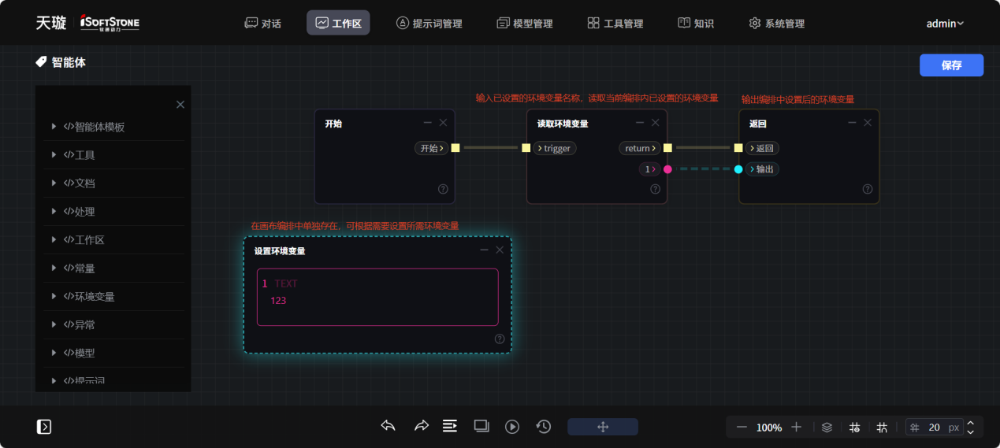 天璇 iSoftStone 软通动力 对话 工作区 提示词管理 模型管理 工具管理 知识 系统管理 admin
智能体 保存
智能体模板
工具
文档
处理
工作区
常量
环境变量
异常
模型
提示词
输入已设置的环境变量名称，读取当前编排内已设置的环境变量 输出编排中设置后的环境变量
开始 读取环境变量 返回
开始 trigger return 返回
1 输出
在画布编排中单独存在，可根据需要设置所需环境变量
设置环境变量
1 TEXT
123
100% 20 px